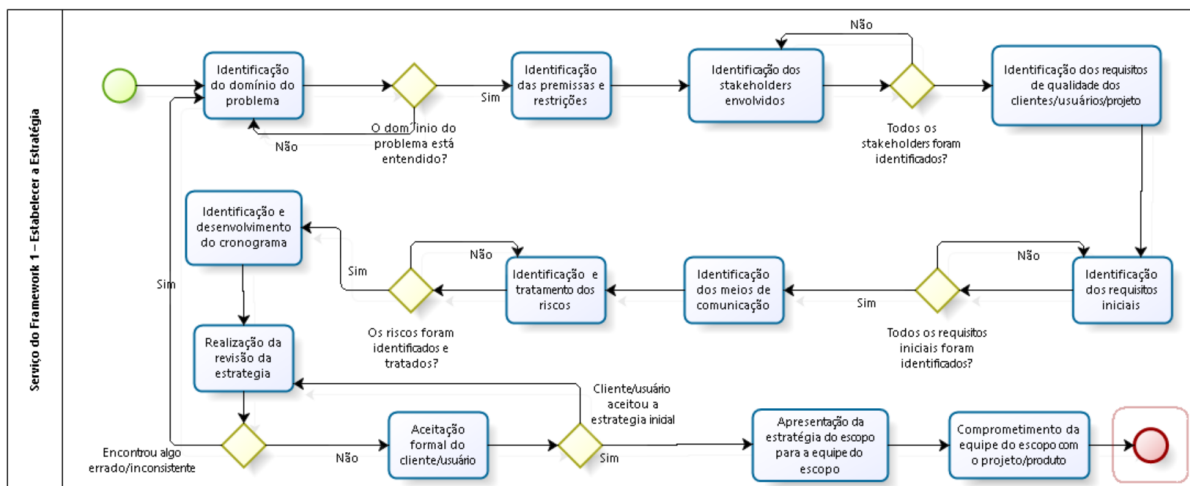 Serviço do Framework 1 – Estabelecer a Estratégia
Identificação
do domínio do
problema
Não
O dom´inio do
problema está
entendido?
Sim
Identificação
das premissas e
restrições
Identificação dos
stakeholders
envolvidos
Não
Todos os
stakeholders foram
identificados?
Identificação dos requisitos
de qualidade dos
clientes/usuários/projeto
Identificação
dos requisitos
iniciais
Não
Todos os requisitos
iniciais foram
identificados?
Sim
Identificação
dos meios de
comunicação
Identificação e
tratamento dos
riscos
Não
Os riscos foram
identificados e
tratados?
Sim
Identificação e
desenvolvimento
do cronograma
Realização da
revisão da
estrategia
Sim
Encontrou algo
errado/inconsistente
Não
Aceitação
formal do
cliente/usuário
Cliente/usuário
aceitou a
estrategia inicial
Sim
Apresentação da
estratégia do escopo
para a equipe do
escopo
Comprometimento da
equipe do escopo com
o projeto/produto